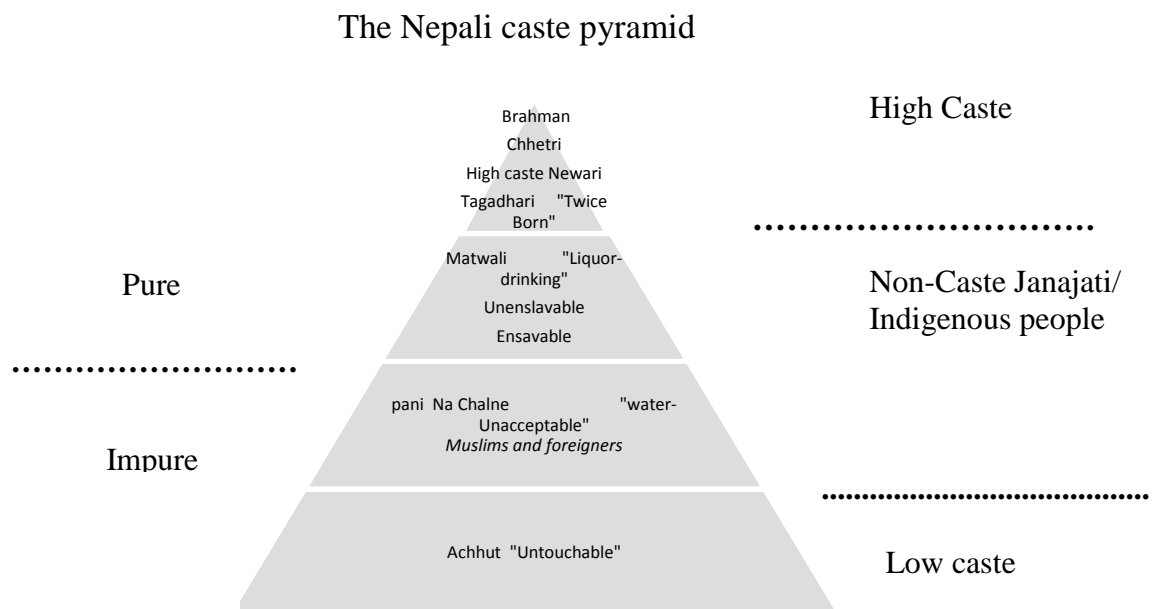 The Nepali caste pyramid
High Caste
Brahman
Chhetri
High caste Newari
Tagadhari "Twice
Born"
Matwali "Liquor-
drinking"
Unenslavable
Ensavable
Pure
Non-Caste Janajati/
Indigenous people
pani Na Chalne "water-
Unacceptable"
Muslims and foreigners
Impure
Achhut "Untouchable"
Low caste